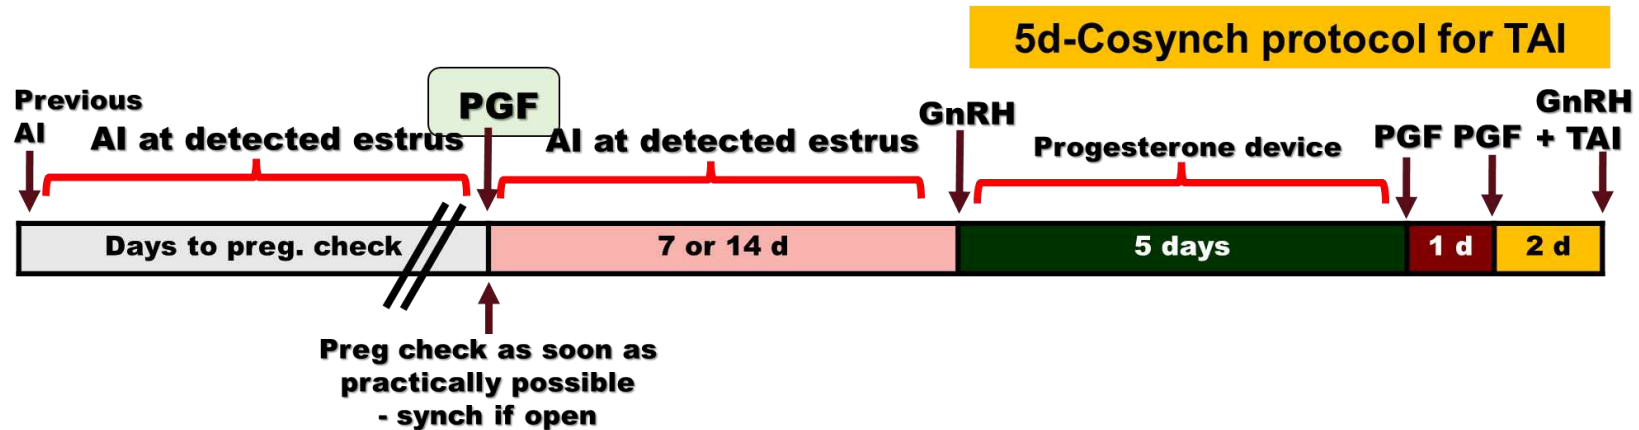 5d-Cosynch protocol for TAI
Previous
AI
AI at detected estrus
PGF
AI at detected estrus
GnRH
Progesterone device
PGF PGF
GnRH
+ TAI
Days to preg. check
7 or 14 d
5 days
1 d
2 d
Preg check as soon as
practically possible
- synch if open